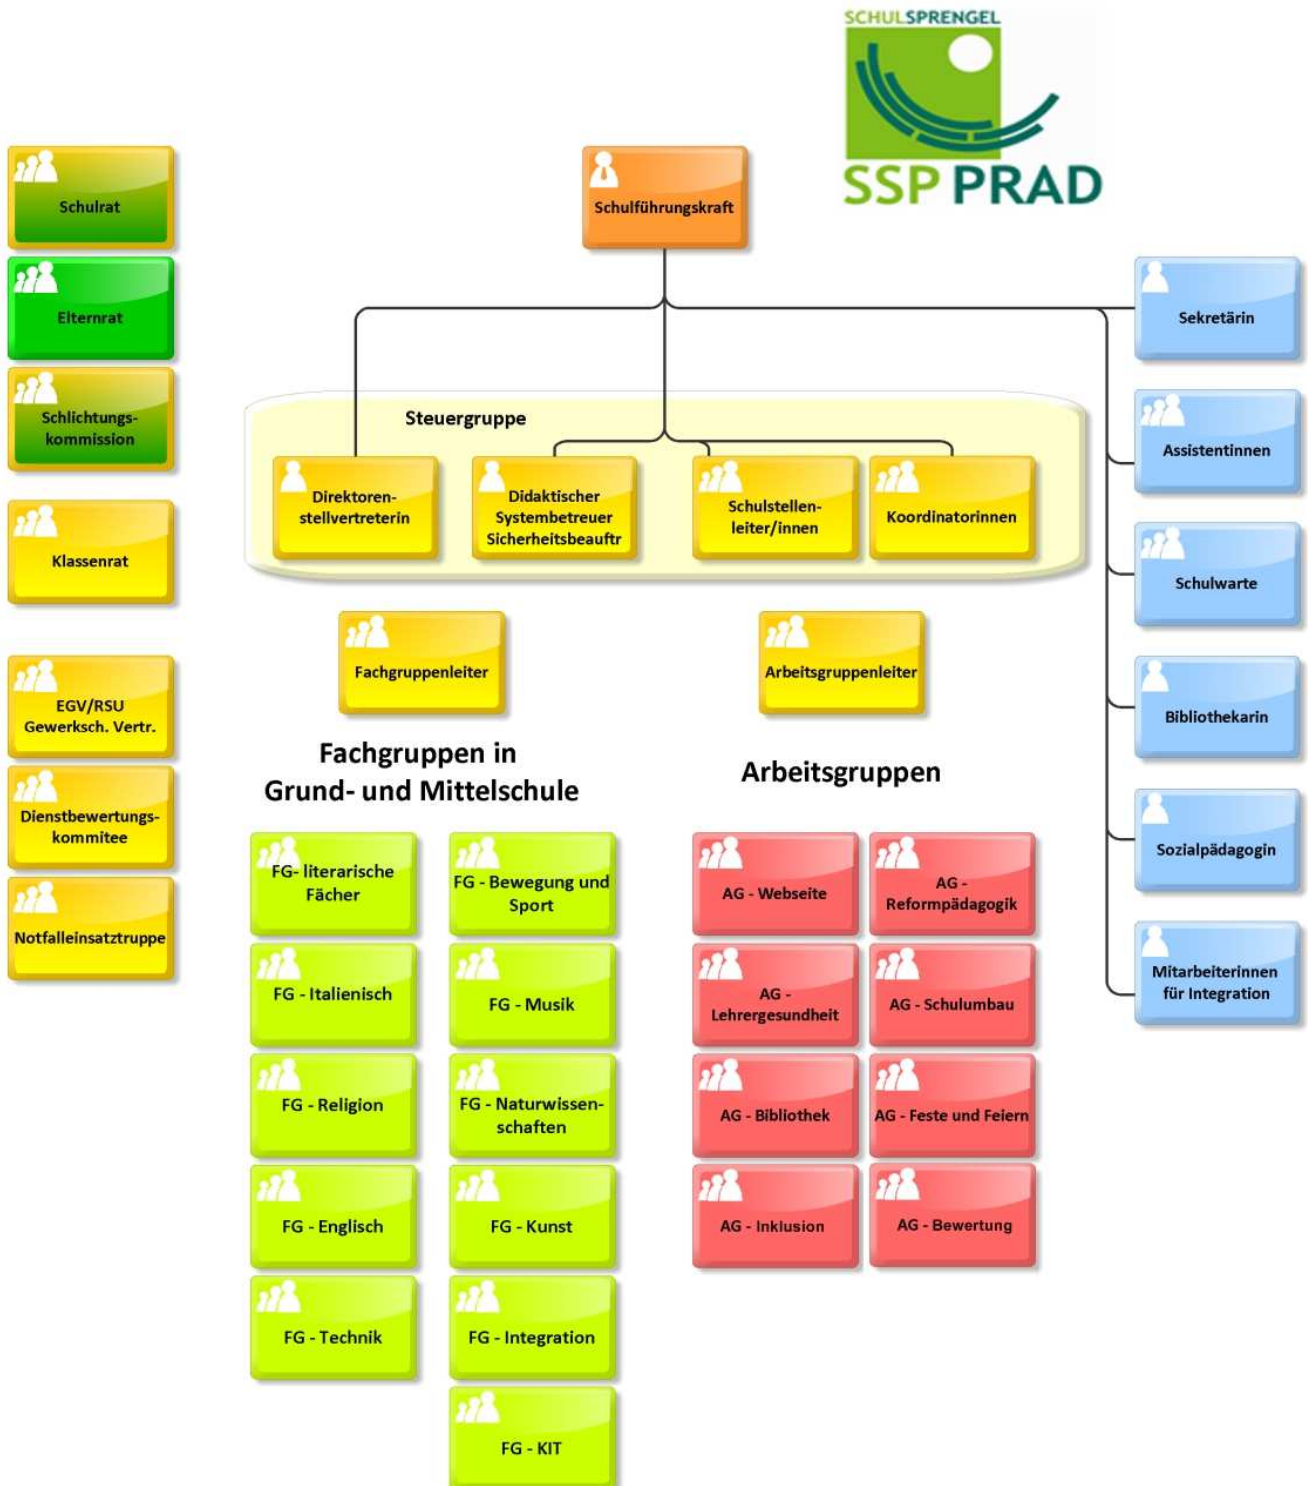 SCHULSPRENGEL
SSP PRAD
Schulrat
Elternrat
Schlichtungs-
kommission
Klassenrat
EGV/RSU
Gewerksch. Vertr.
Dienstbewertungs-
kommitee
Notfalleinsatztruppe
Schulführungskraft
Steuergruppe
Direktoren-
stellvertreterin
Didaktischer
Systembetreuer
Sicherheitsbeauftr
Schulstellen-
leiter/innen
Koordinatorinnen
Fachgruppenleiter
Arbeitsgruppenleiter
Fachgruppen in
Grund- und Mittelschule
FG- literarische
Fächer
FG - Bewegung und
Sport
FG - Italienisch
FG - Musik
FG - Religion
FG - Naturwissen-
schaften
FG - Englisch
FG - Kunst
FG - Technik
FG - Integration
FG - KIT
Arbeitsgruppen
AG - Webseite
AG -
Reformpädagogik
AG -
Lehrergesundheit
AG - Schulumbau
AG - Bibliothek
AG - Feste und Feiern
AG - Inklusion
AG - Bewertung
Sekretärin
Assistentinnen
Schulwarte
Bibliothekarin
Sozialpädagogin
Mitarbeiterinnen
für Integration